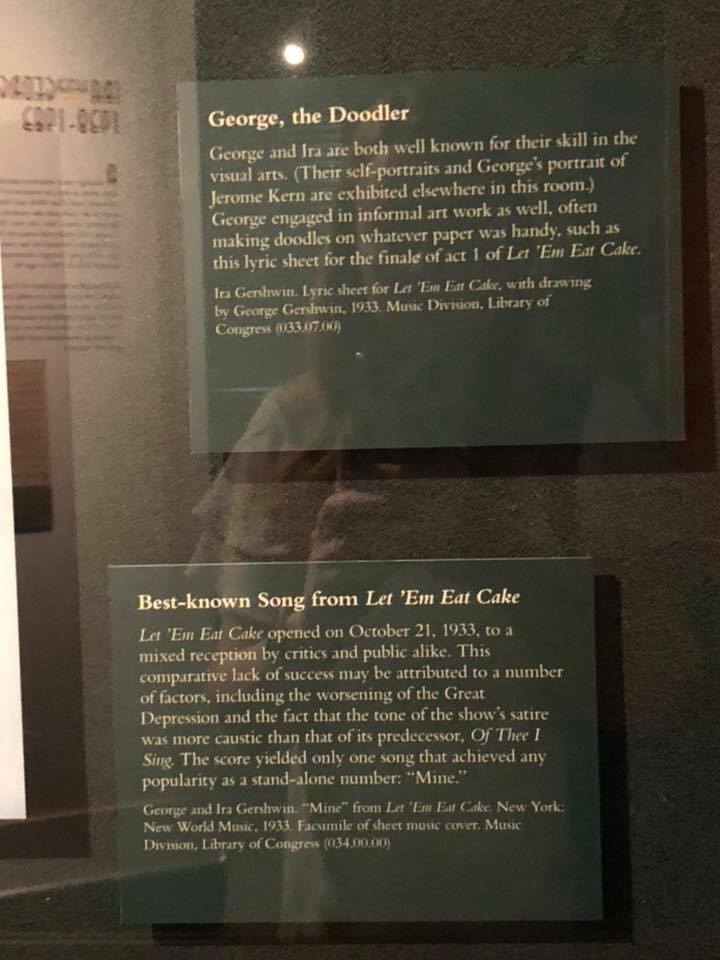 George, the Doodler
George and Ira are both well known for their skill in the
visual arts. (Their self-portraits and George's portrait of
Jerome Kern are exhibited elsewhere in this room.)
George engaged in informal art work as well, often
making doodles on whatever paper was handy, such as
this lyric sheet for the finale of act 1 of Let 'Em Eat Cake.
Ira Gershwin. Lyric sheet for Let 'Em Eat Cake, with drawing
by George Gershwin, 1933. Music Division, Library of
Congress (033.07.00)
Best-known Song from Let 'Em Eat Cake
Let 'Em Eat Cake opened on October 21, 1933, to a
mixed reception by critics and public alike. This
comparative lack of success may be attributed to a number
of factors, including the worsening of the Great
Depression and the fact that the tone of the show's satire
was more caustic than that of its predecessor, Of Thee I
Sing. The score yielded only one song that achieved any
popularity as a stand-alone number: "Mine."
George and Ira Gershwin. "Mine" from Let 'Em Eat Cake. New York:
New World Music, 1933. Facsimile of sheet music cover. Music
Division, Library of Congress (034.00.00)